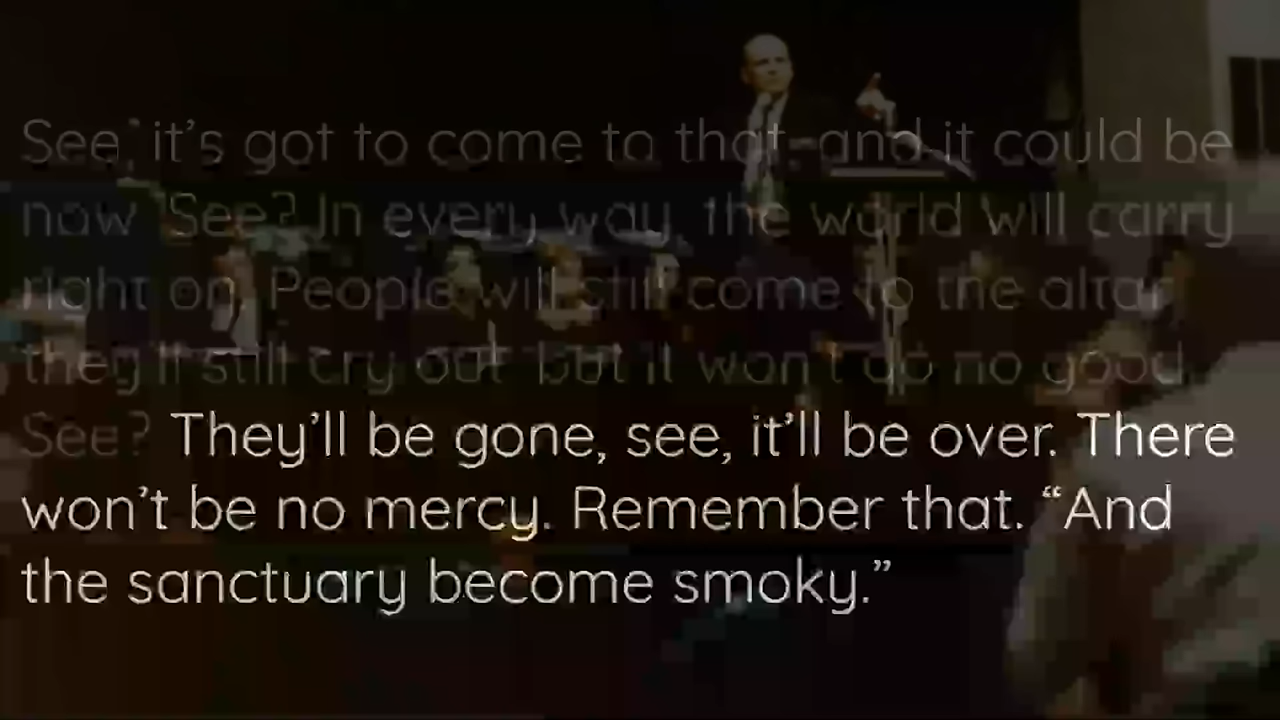 See, it's got to come to that–and it could be
now. See? In every way, the world will carry
right on. People will still come to the altar,
they'll still cry out, but it won't do no good.
See? They'll be gone, see, it'll be over. There
won't be no mercy. Remember that. “And
the sanctuary become smoky.”